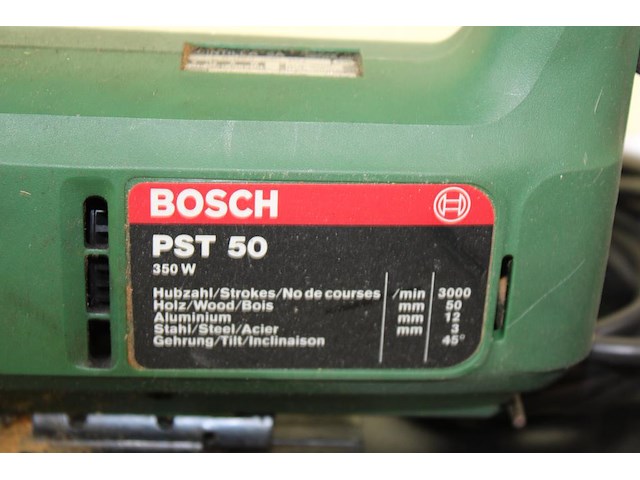 BOSCH
PST 50
350 W
Hubzahl/Strokes/No de courses /min 3000
Holz/Wood/Bois mm 50
Aluminium mm 12
Stahl/Steel/Acier mm 3
Gehrung/Tilt/Inclinaison 45°